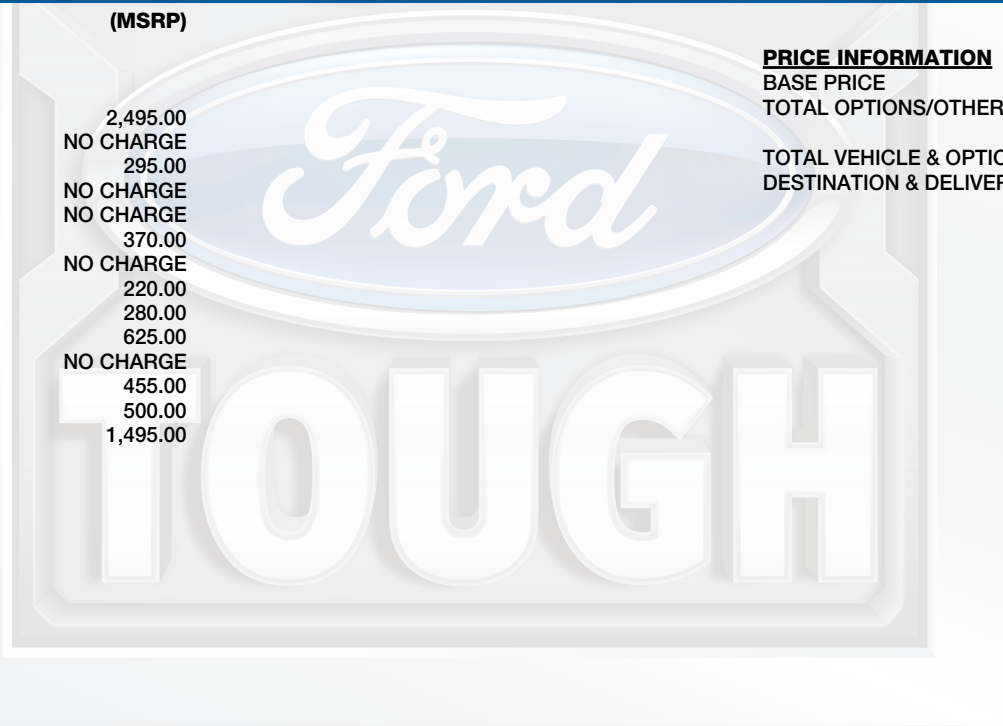 (MSRP)
2,495.00
NO CHARGE
295.00
NO CHARGE
NO CHARGE
370.00
NO CHARGE
220.00
280.00
625.00
NO CHARGE
455.00
500.00
1,495.00
PRICE INFORMATION
BASE PRICE
TOTAL OPTIONS/OTHER
TOTAL VEHICLE & OPTIO
DESTINATION & DELIVER
Ford
TOUGH